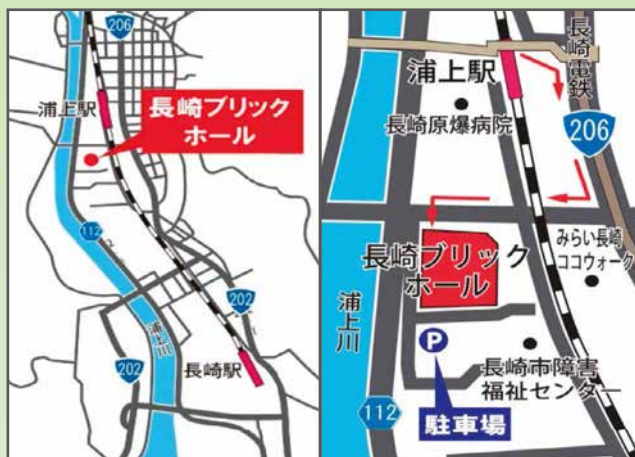 206
浦上駅
長崎ブリック
ホール
112
202
浦上川
202
長崎駅
長崎電鉄
浦上駅
長崎原爆病院
206
長崎ブリック
ホール
みらい長崎
ココウォーク
浦上川
P
長崎市障害
福祉センター
112
駐車場